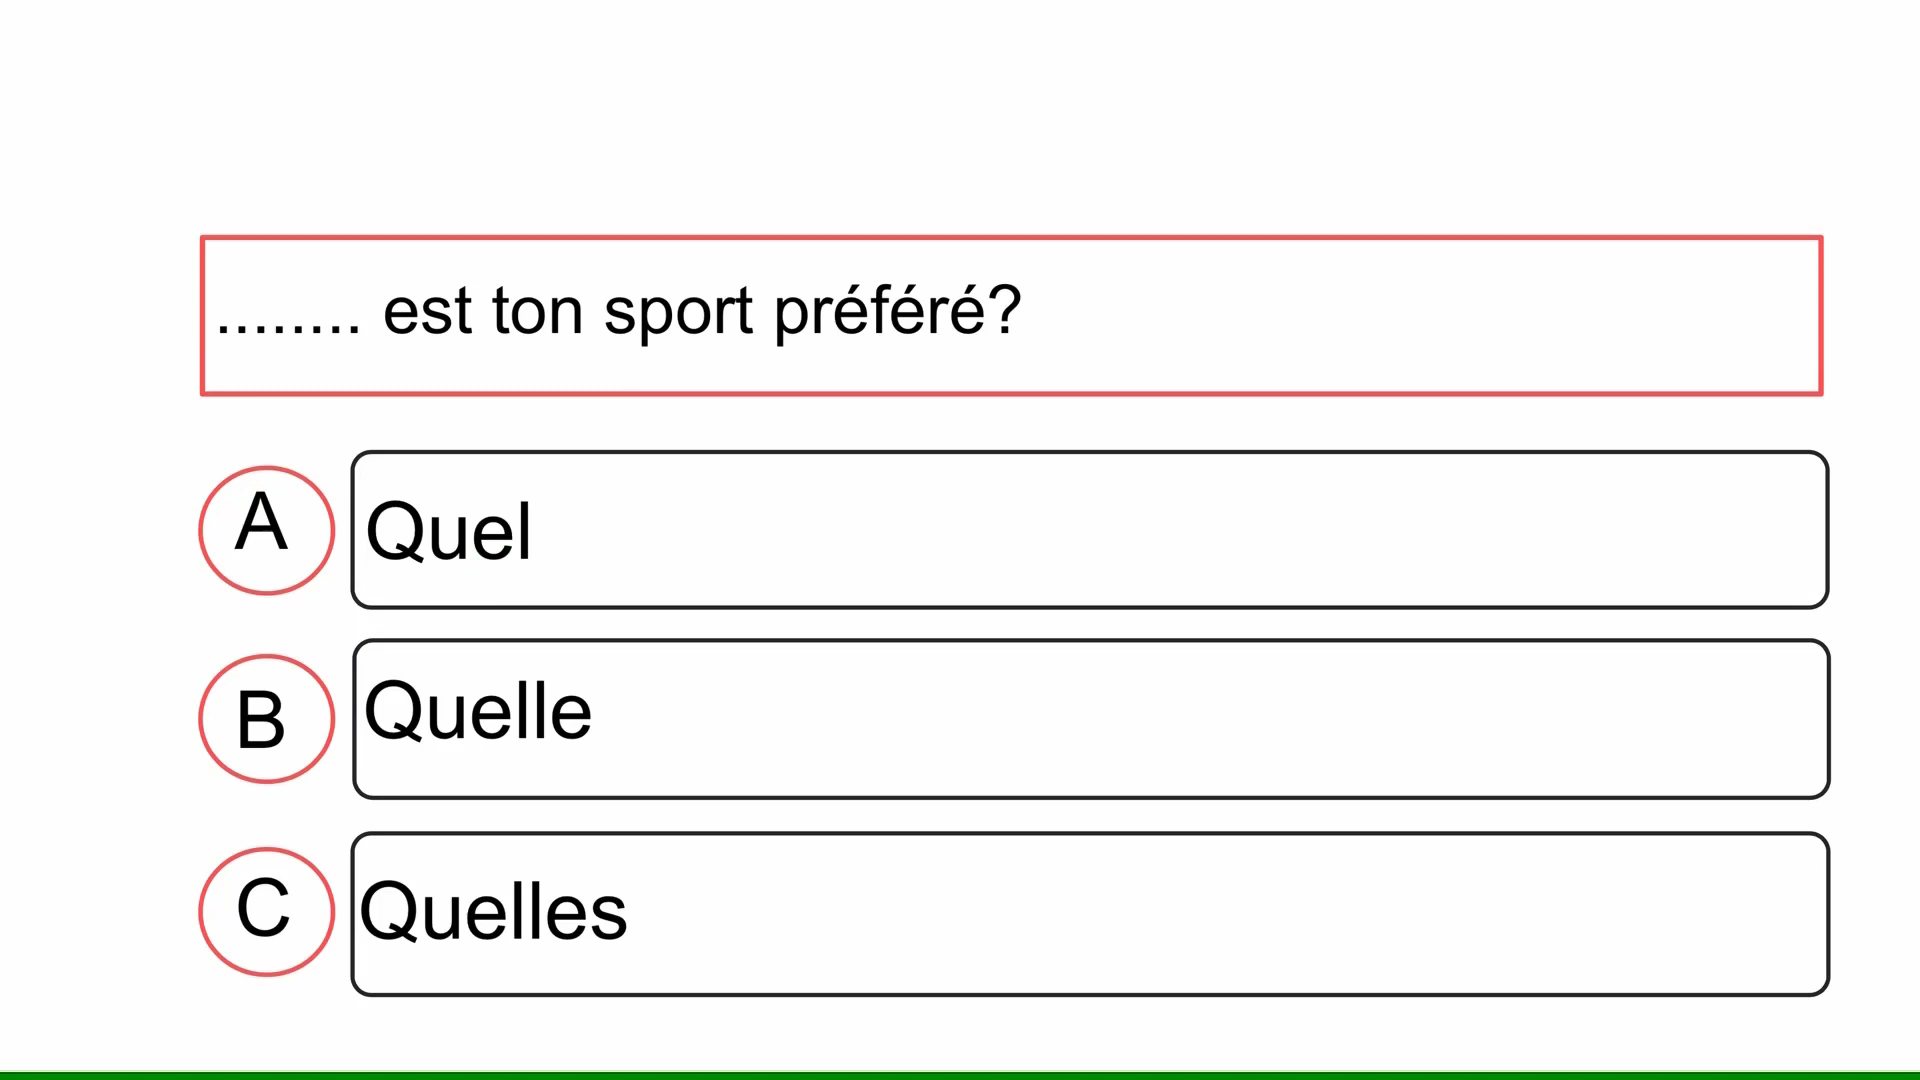 ........ est ton sport préféré?
A
Quel
B
Quelle
C
Quelles